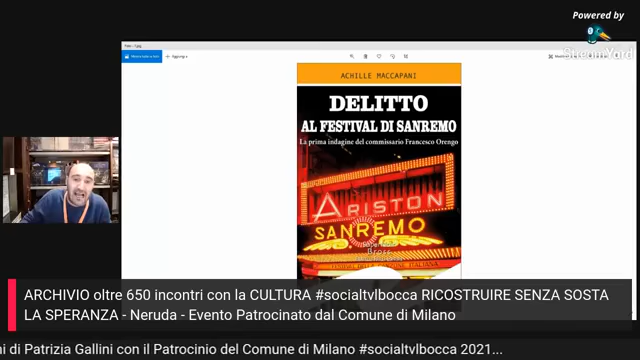 Powered by
StreamYard
ACHILLE MACCAPANI
DELITTO
AL FESTIVAL DI SANREMO
La prima indagine del commissario Francesco Orengo
ARISTON
SANREMO
ARCHIVIO oltre 650 incontri con la CULTURA #socialtvlbocca RICOSTRUIRE SENZA SOSTA
LA SPERANZA - Neruda - Evento Patrocinato dal Comune di Milano
ni di Patrizia Gallini con il Patrocinio del Comune di Milano #socialtvlbocca 2021...